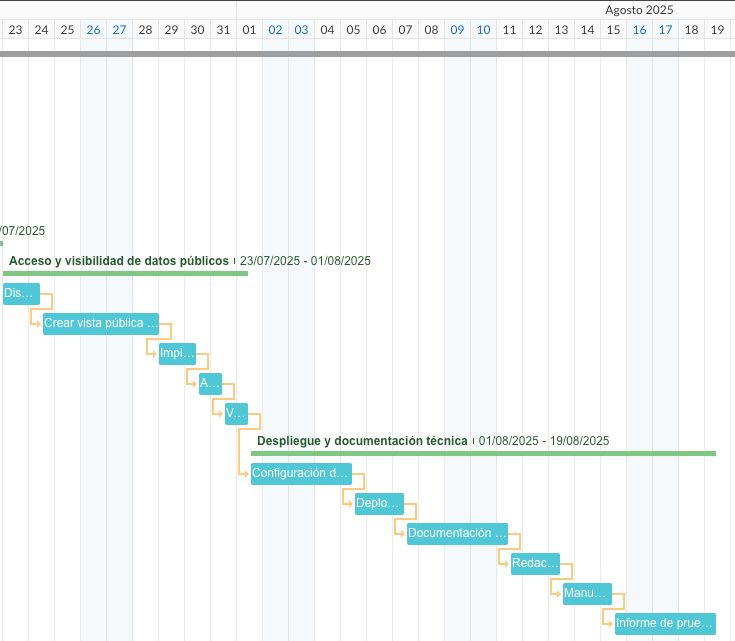 Agosto 2025
23 24 25 26 27 28 29 30 31 01 02 03 04 05 06 07 08 09 10 11 12 13 14 15 16 17 18 19
/07/2025
Acceso y visibilidad de datos públicos 23/07/2025 - 01/08/2025
Dis...
Crear vista pública ...
Impl...
A...
V...
Despliegue y documentación técnica 01/08/2025 - 19/08/2025
Configuración d...
Deplo...
Documentación ...
Redac...
Manu...
Informe de prue...